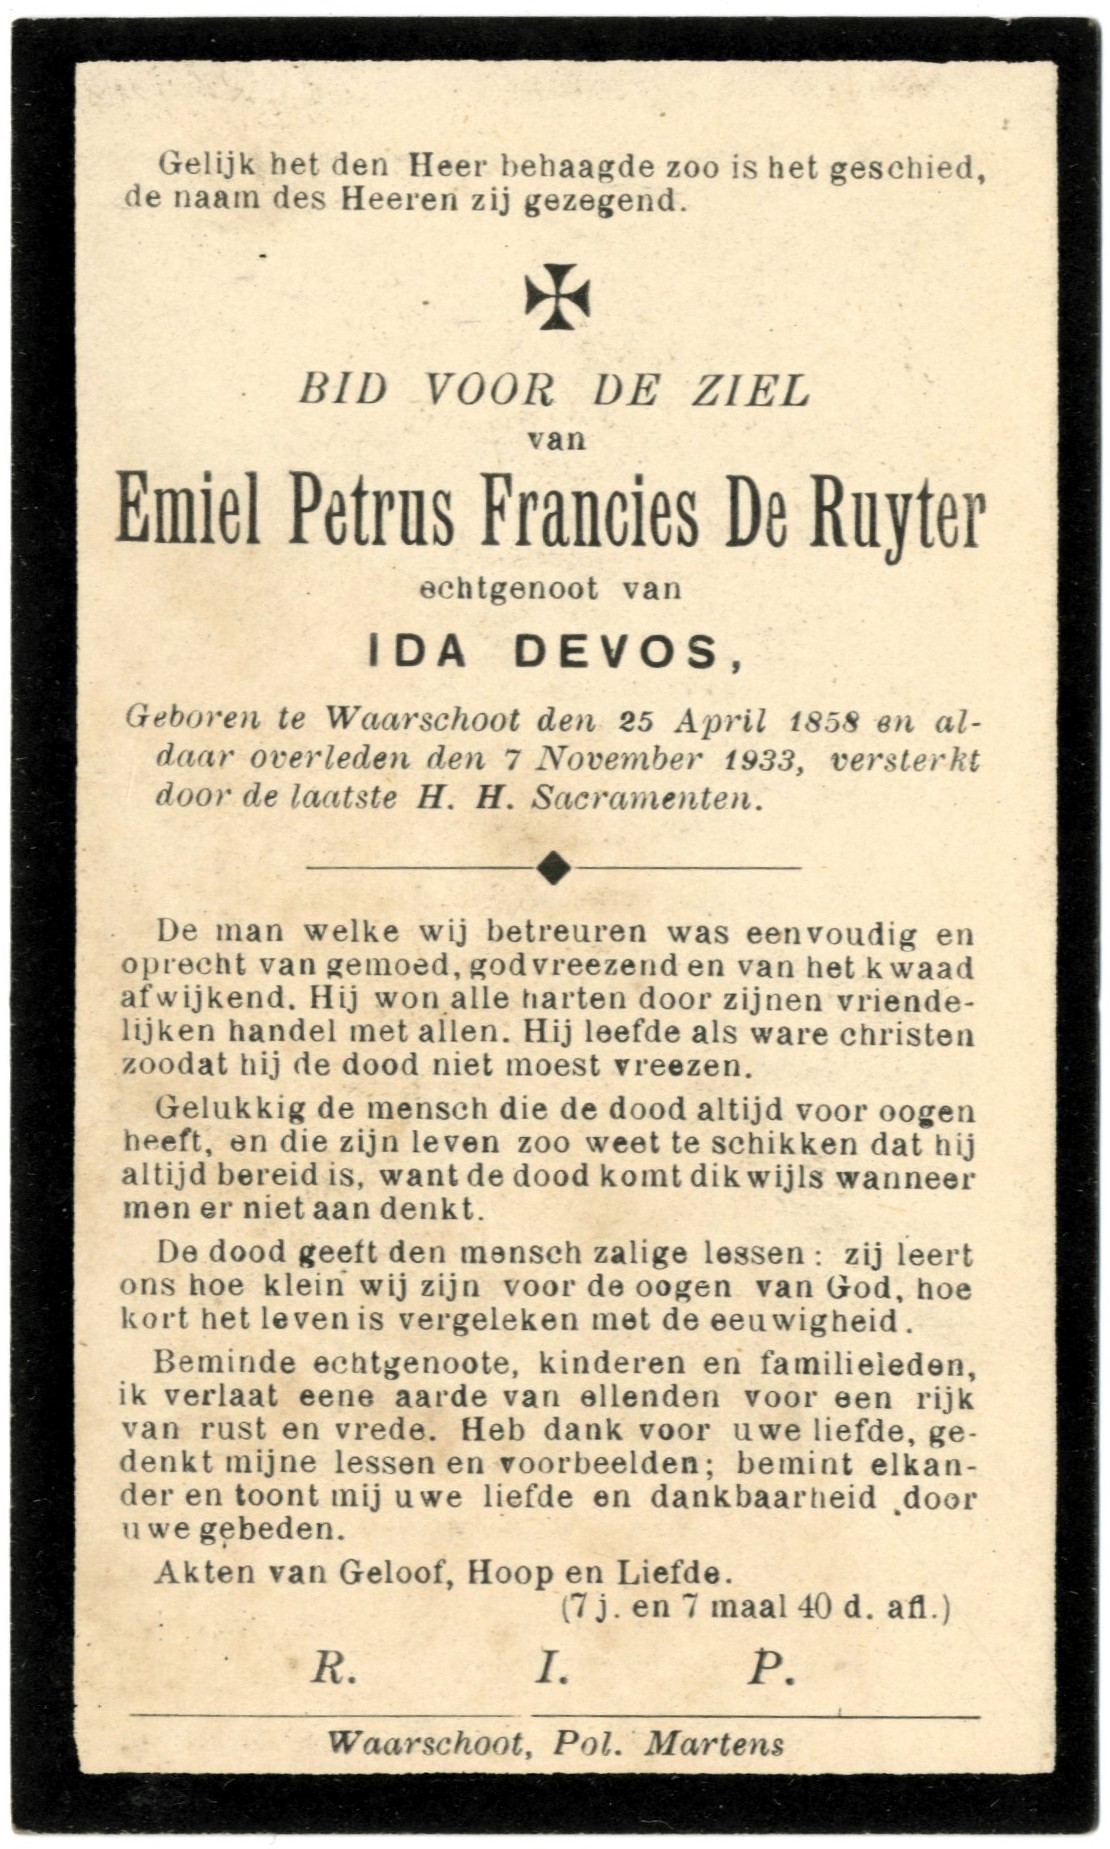 Gelijk het den Heer behaagde zoo is het geschied,
de naam des Heeren zij gezegend.
BID VOOR DE ZIEL
van
Emiel Petrus Francies De Ruyter
echtgenoot van
IDA DEVOS,
Geboren te Waarschoot den 25 April 1858 en al-
daar overleden den 7 November 1933, versterkt
door de laatste H. H. Sacramenten.
De man welke wij betreuren was eenvoudig en
oprecht van gemoed, godvreezend en van het kwaad
afwijkend. Hij won alle harten door zijnen vriende-
lijken handel met allen. Hij leefde als ware christen
zoodat hij de dood niet moest vreezen.
Gelukkig de mensch die de dood altijd voor oogen
heeft, en die zijn leven zoo weet te schikken dat hij
altijd bereid is, want de dood komt dikwijls wanneer
men er niet aan denkt.
De dood geeft den mensch zalige lessen : zij leert
ons hoe klein wij zijn voor de oogen van God, hoe
kort het leven is vergeleken met de eeuwigheid.
Beminde echtgenoote, kinderen en familieleden,
ik verlaat eene aarde van ellenden voor een rijk
van rust en vrede. Heb dank voor uwe liefde, ge-
denkt mijne lessen en voorbeelden; bemint elkan-
der en toont mij uwe liefde en dankbaarheid door
uwe gebeden.
Akten van Geloof, Hoop en Liefde.
(7 j. en 7 maal 40 d. afl.)
R. I. P.
Waarschoot, Pol. Martens